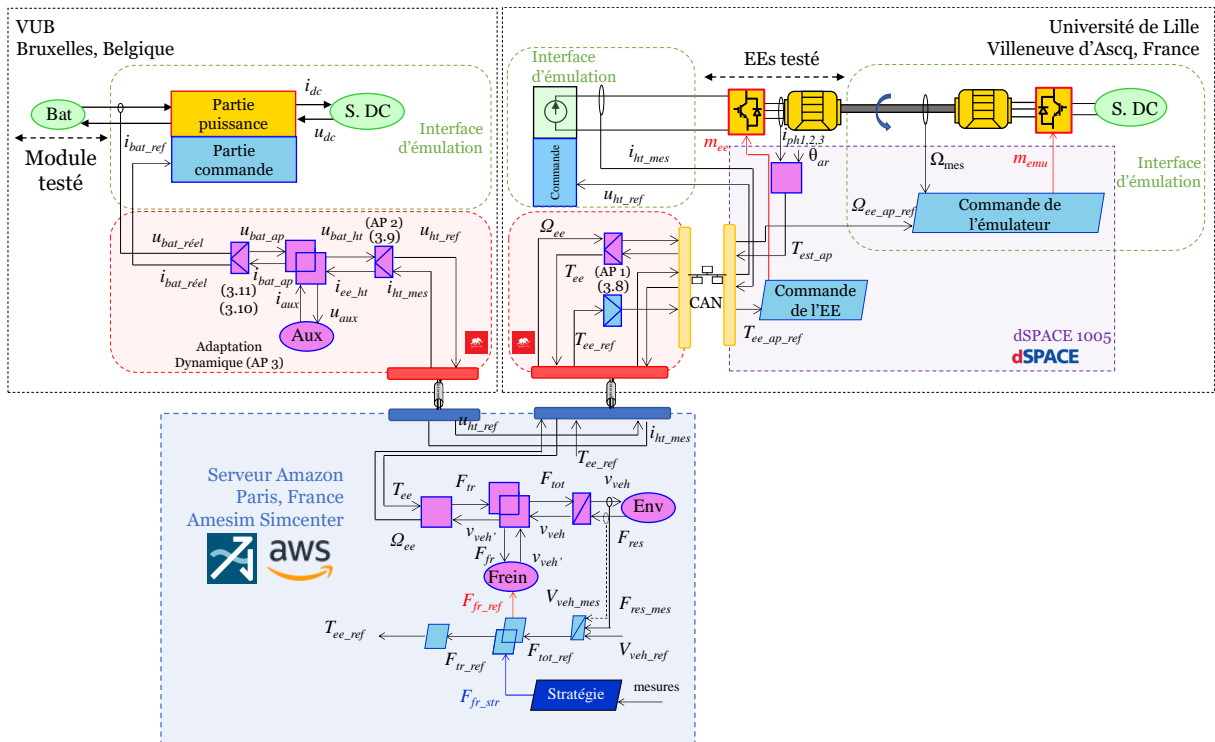 VUB
Bruxelles, Belgique
Bat
Partie
puissance
Partie
commande
i_dc
u_dc
S. DC
Interface
d'émulation
Module
testé
i_bat_ref
u_bat_réel
i_bat_réel
u_bat_ap
i_bat_ap
(3.11)
(3.10)
u_bat_ht
i_ee_ht
(AP 2)
(3.9)
u_ht_ref
i_ht_mes
i_aux
u_aux
Aux
Adaptation
Dynamique (AP 3)
Université de Lille
Villeneuve d'Ascq, France
Interface
d'émulation
Commande
EEs testé
S. DC
i_ph1,2,3
θ_ar
m_ee
i_ht_mes
u_ht_ref
Ω_mes
m_emu
Interface
d'émulation
Ω_ee_ap_ref
Commande de
l'émulateur
Ω_ee
T_ee
(AP 1)
(3.8)
T_ee_ref
CAN
T_est_ap
Commande
de l'EE
T_ee_ap_ref
dSPACE 1005
dSPACE
u_ht_ref
i_ht_mes
T_ee_ref
Serveur Amazon
Paris, France
Amesim Simcenter
aws
T_ee
Ω_ee
F_tr
v_veh'
F_tot
v_veh
v_veh
Env
F_res
F_fr
v_veh'
Frein
F_fr_ref
V_veh_mes
F_res_mes
T_ee_ref
F_tr_ref
F_tot_ref
V_veh_ref
F_fr_str
Stratégie
mesures